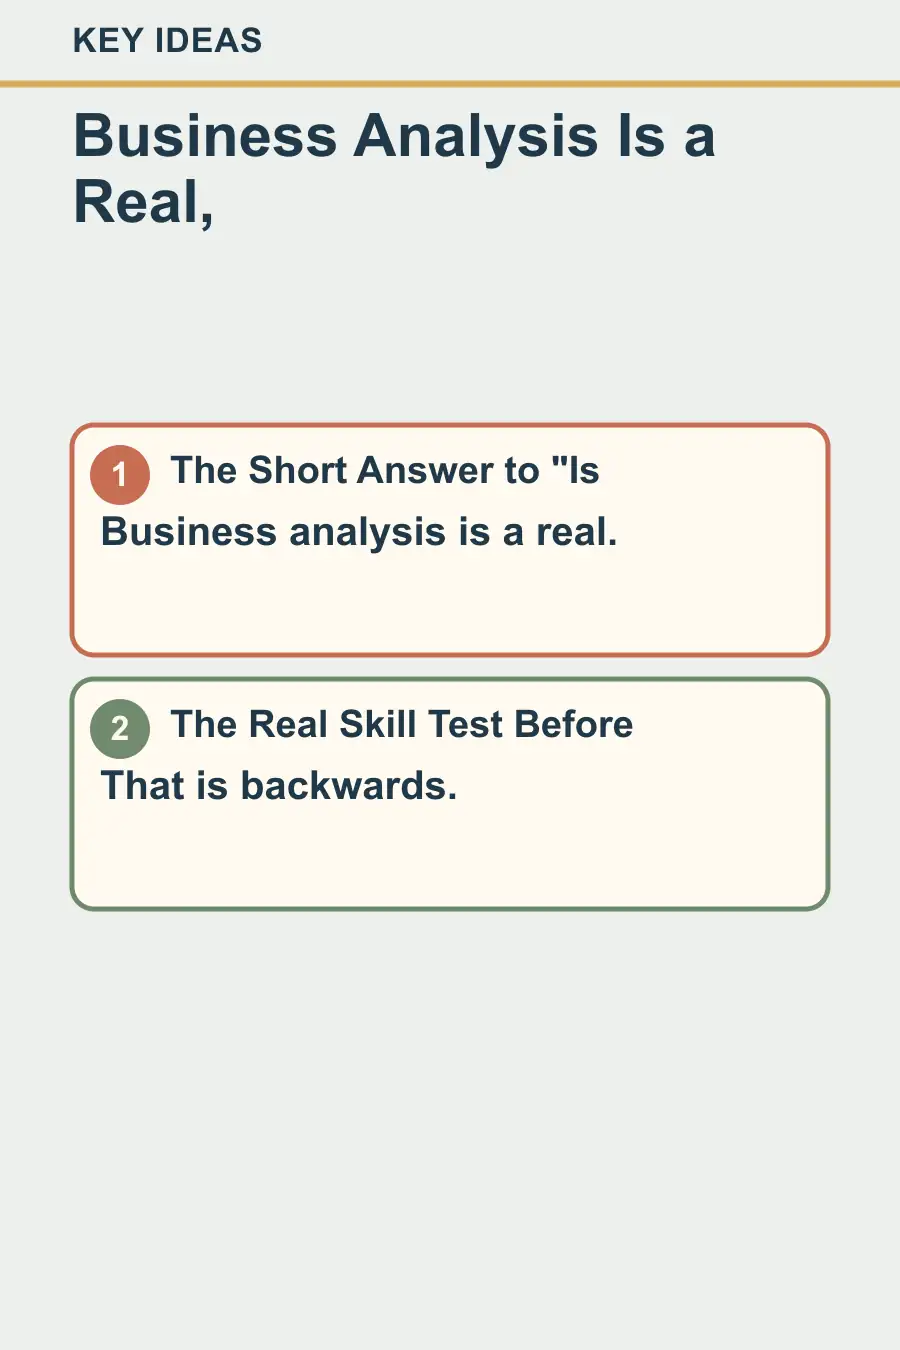 KEY IDEAS
Business Analysis Is a
Real,
1 The Short Answer to "Is
Business analysis is a real.
2 The Real Skill Test Before
That is backwards.